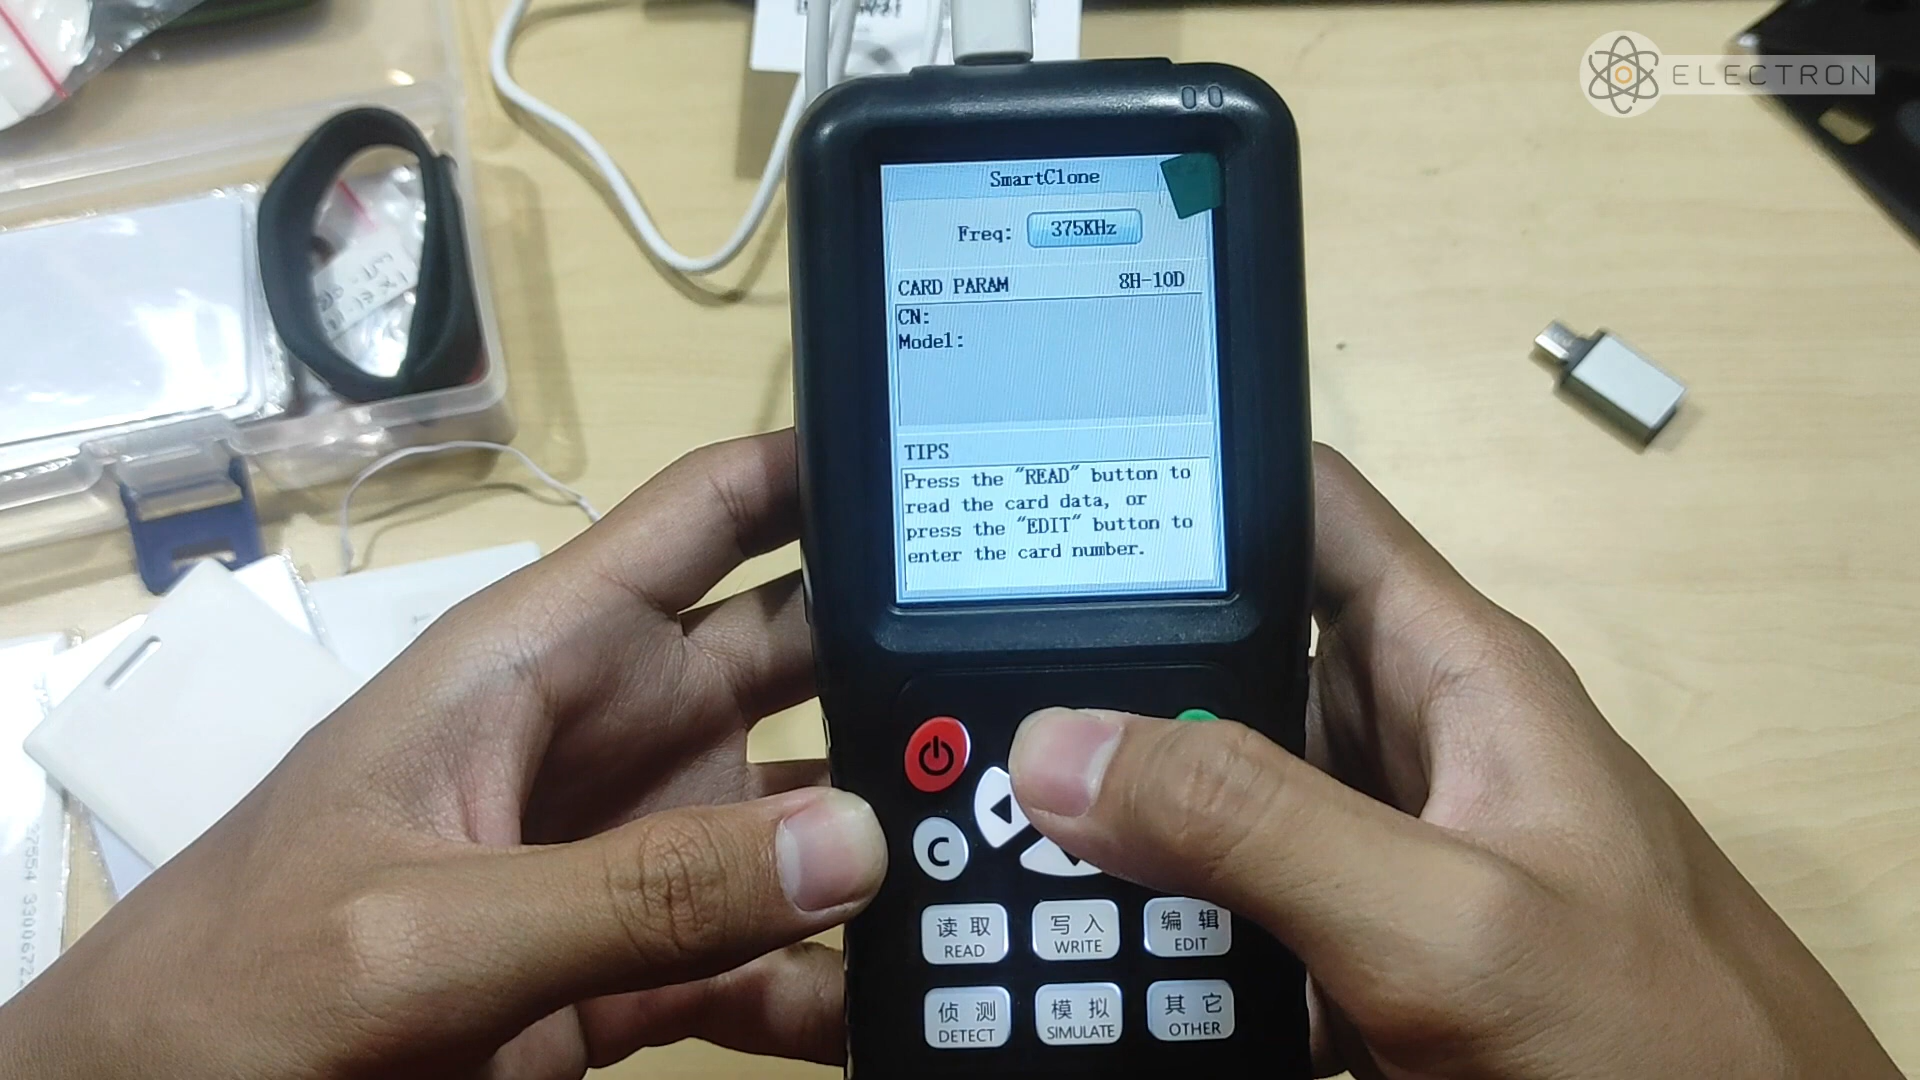 ELECTRON
SmartClone
Freq: 375KHz
CARD PARAM 8H-10D
CN:
Model:
TIPS
Press the "READ" button to
read the card data, or
press the "EDIT" button to
enter the card number.
C
读取 写入 编辑
READ WRITE EDIT
侦测 模拟 其它
DETECT SIMULATE OTHER